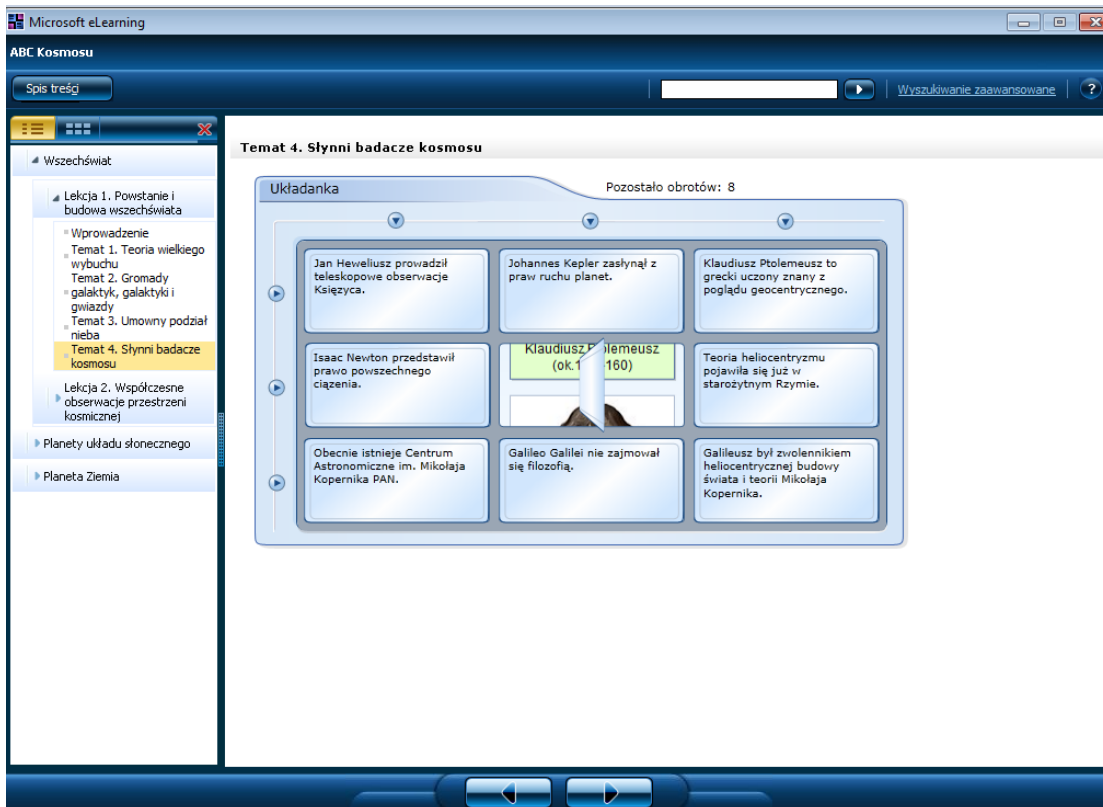 Microsoft eLearning
ABC Kosmosu
Spis treści
Wyszukiwanie zaawansowane
?
Wszechświat
Lekcja 1. Powstanie i
budowa wszechświata
Wprowadzenie
Temat 1. Teoria wielkiego
wybuchu
Temat 2. Gromady
galaktyk, galaktyki i
gwiazdy
Temat 3. Umowny podział
nieba
Temat 4. Słynni badacze
kosmosu
Lekcja 2. Współczesne
obserwacje przestrzeni
kosmicznej
Planety układu słonecznego
Planeta Ziemia
Temat 4. Słynni badacze kosmosu
Układanka
Pozostało obrotów: 8
Jan Heweliusz prowadził
teleskopowe obserwacje
Księżyca.
Johannes Kepler zasłynął z
praw ruchu planet.
Klaudiusz Ptolemeusz to
grecki uczony znany z
poglądu geocentrycznego.
Isaac Newton przedstawił
prawo powszechnego
ciązenia.
Klaudiusz
(ok.
Teoria heliocentryzmu
pojawiła się już w
starożytnym Rzymie.
Obecnie istnieje Centrum
Astronomiczne im. Mikołaja
Kopernika PAN.
Galileo Galilei nie zajmował
się filozofią.
Galileusz był zwolennikiem
heliocentrycznej budowy
świata i teorii Mikołaja
Kopernika.